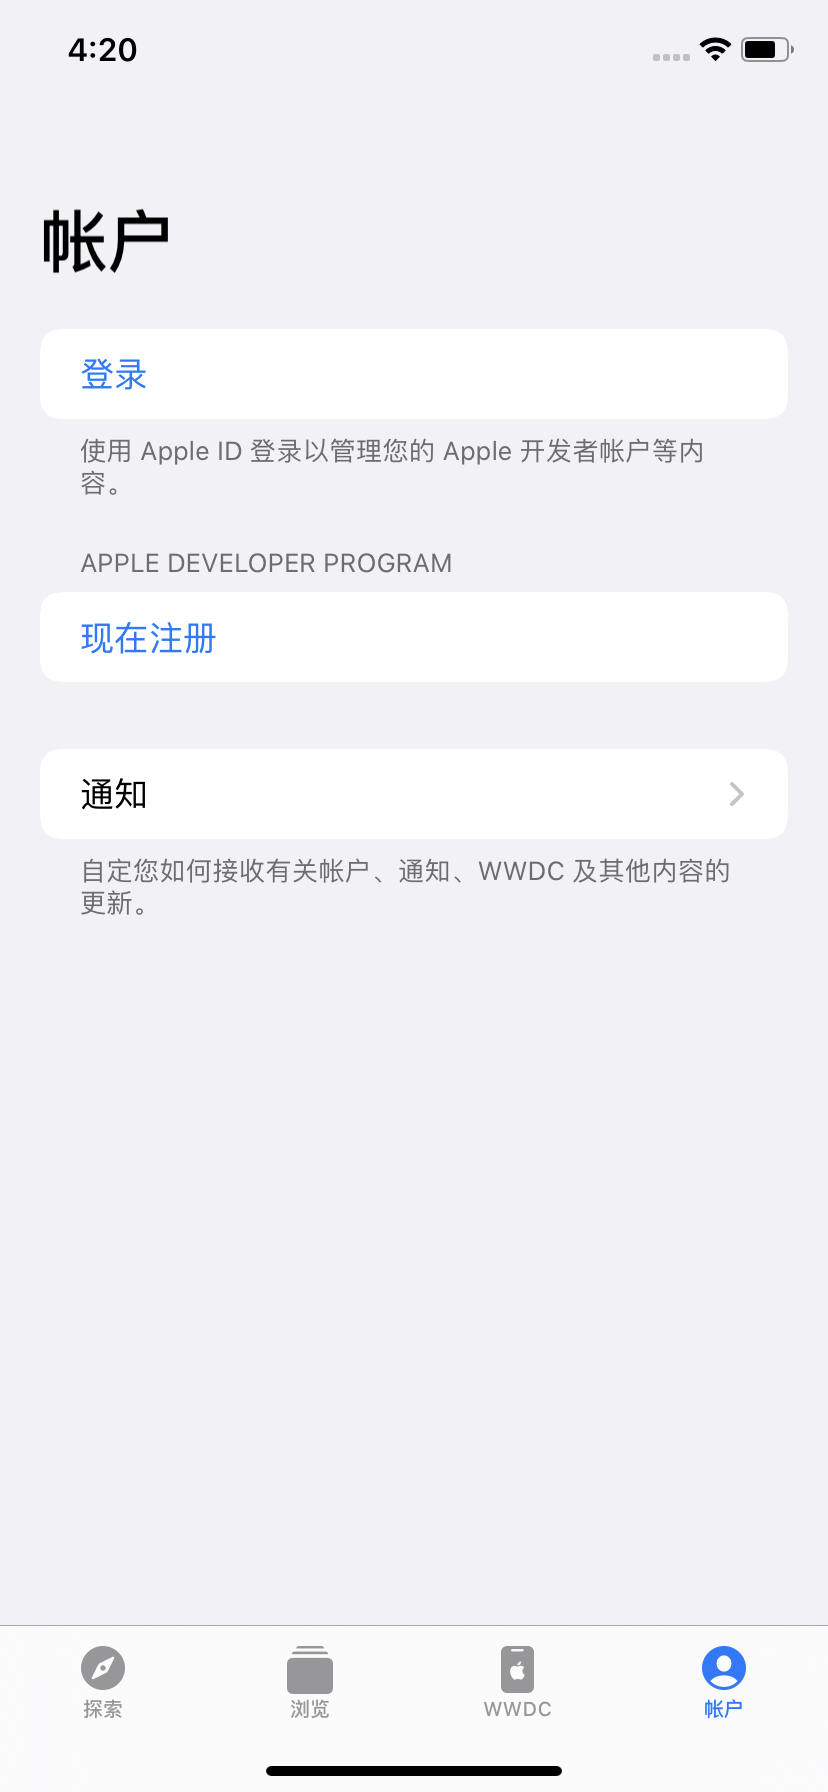 4:20
帐户
登录
使用 Apple ID 登录以管理您的 Apple 开发者帐户等内
容。
APPLE DEVELOPER PROGRAM
现在注册
通知
自定您如何接收有关帐户、通知、WWDC 及其他内容的
更新。
探索
浏览
WWDC
帐户